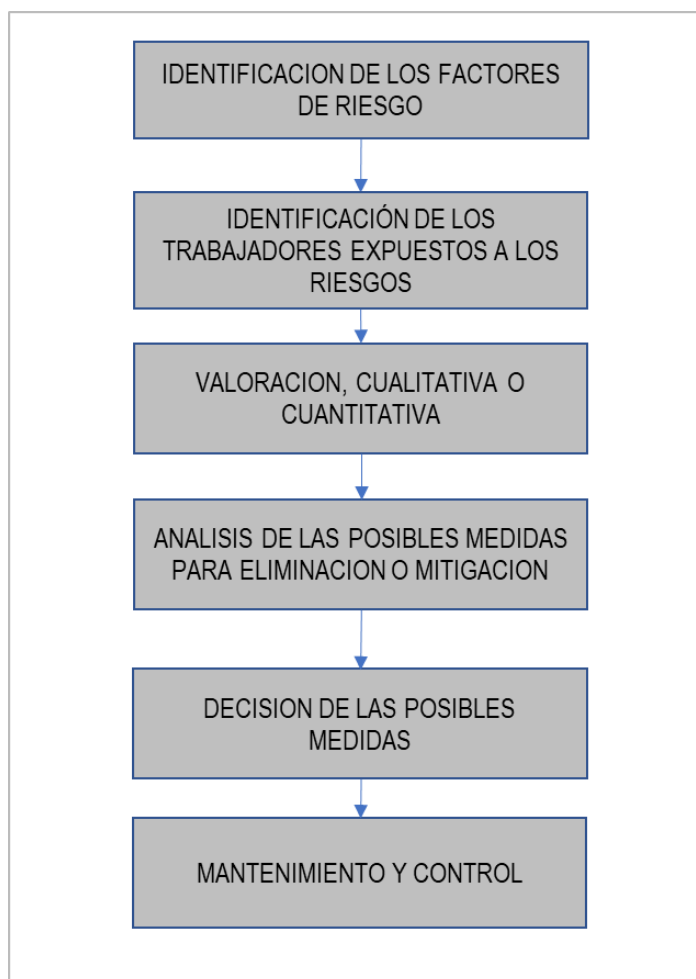 IDENTIFICACION DE LOS FACTORES
DE RIESGO
IDENTIFICACIÓN DE LOS
TRABAJADORES EXPUESTOS A LOS
RIESGOS
VALORACION, CUALITATIVA O
CUANTITATIVA
ANALISIS DE LAS POSIBLES MEDIDAS
PARA ELIMINACION O MITIGACION
DECISION DE LAS POSIBLES
MEDIDAS
MANTENIMIENTO Y CONTROL